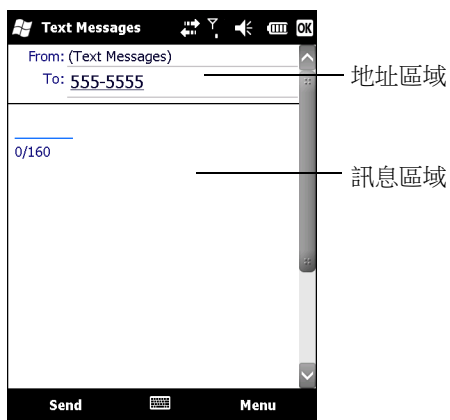 Text Messages OK
From: (Text Messages)
To: 555-5555
地址區域
0/160
訊息區域
Send Menu